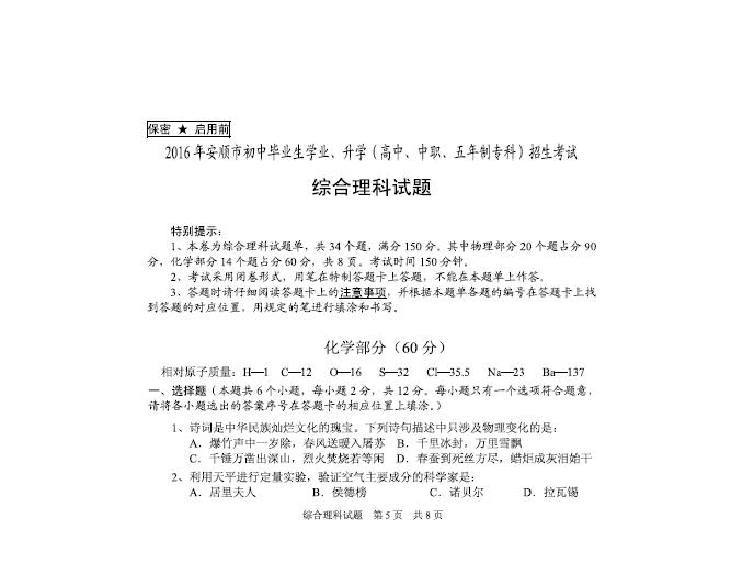 保密 ★ 启用前
2016年安顺市初中毕业生学业、升学（高中、中职、五年制专科）招生考试
综合理科试题
特别提示：
1、本卷为综合理科试题单，共34个题，满分150分。其中物理部分20个题占分90
分，化学部分14个题占分60分，共8页。考试时间150分钟。
2、考试采用闭卷形式，用笔在特制答题卡上答题，不能在本题单上作答。
3、答题时请仔细阅读答题卡上的注意事项，并根据本题单各题的编号在答题卡上找
到答题的对应位置，用规定的笔进行填涂和书写。
化学部分（60分）
相对原子质量：H—1 C—12 O—16 S—32 Cl—35.5 Na—23 Ba—137
一、选择题（本题共6个小题。每小题2分，共12分。每小题只有一个选项符合题意，
请将各小题选出的答案序号在答题卡的相应位置上填涂。）
1、诗词是中华民族灿烂文化的瑰宝。下列诗句描述中只涉及物理变化的是：
A．爆竹声中一岁除，春风送暖入屠苏 B．千里冰封，万里雪飘
C．千锤万凿出深山，烈火焚烧若等闲 D．春蚕到死丝方尽，蜡炬成灰泪始干
2、利用天平进行定量实验，验证空气主要成分的科学家是：
A．居里夫人 B．侯德榜 C．诺贝尔 D．拉瓦锡
综合理科试题 第5页 共8页